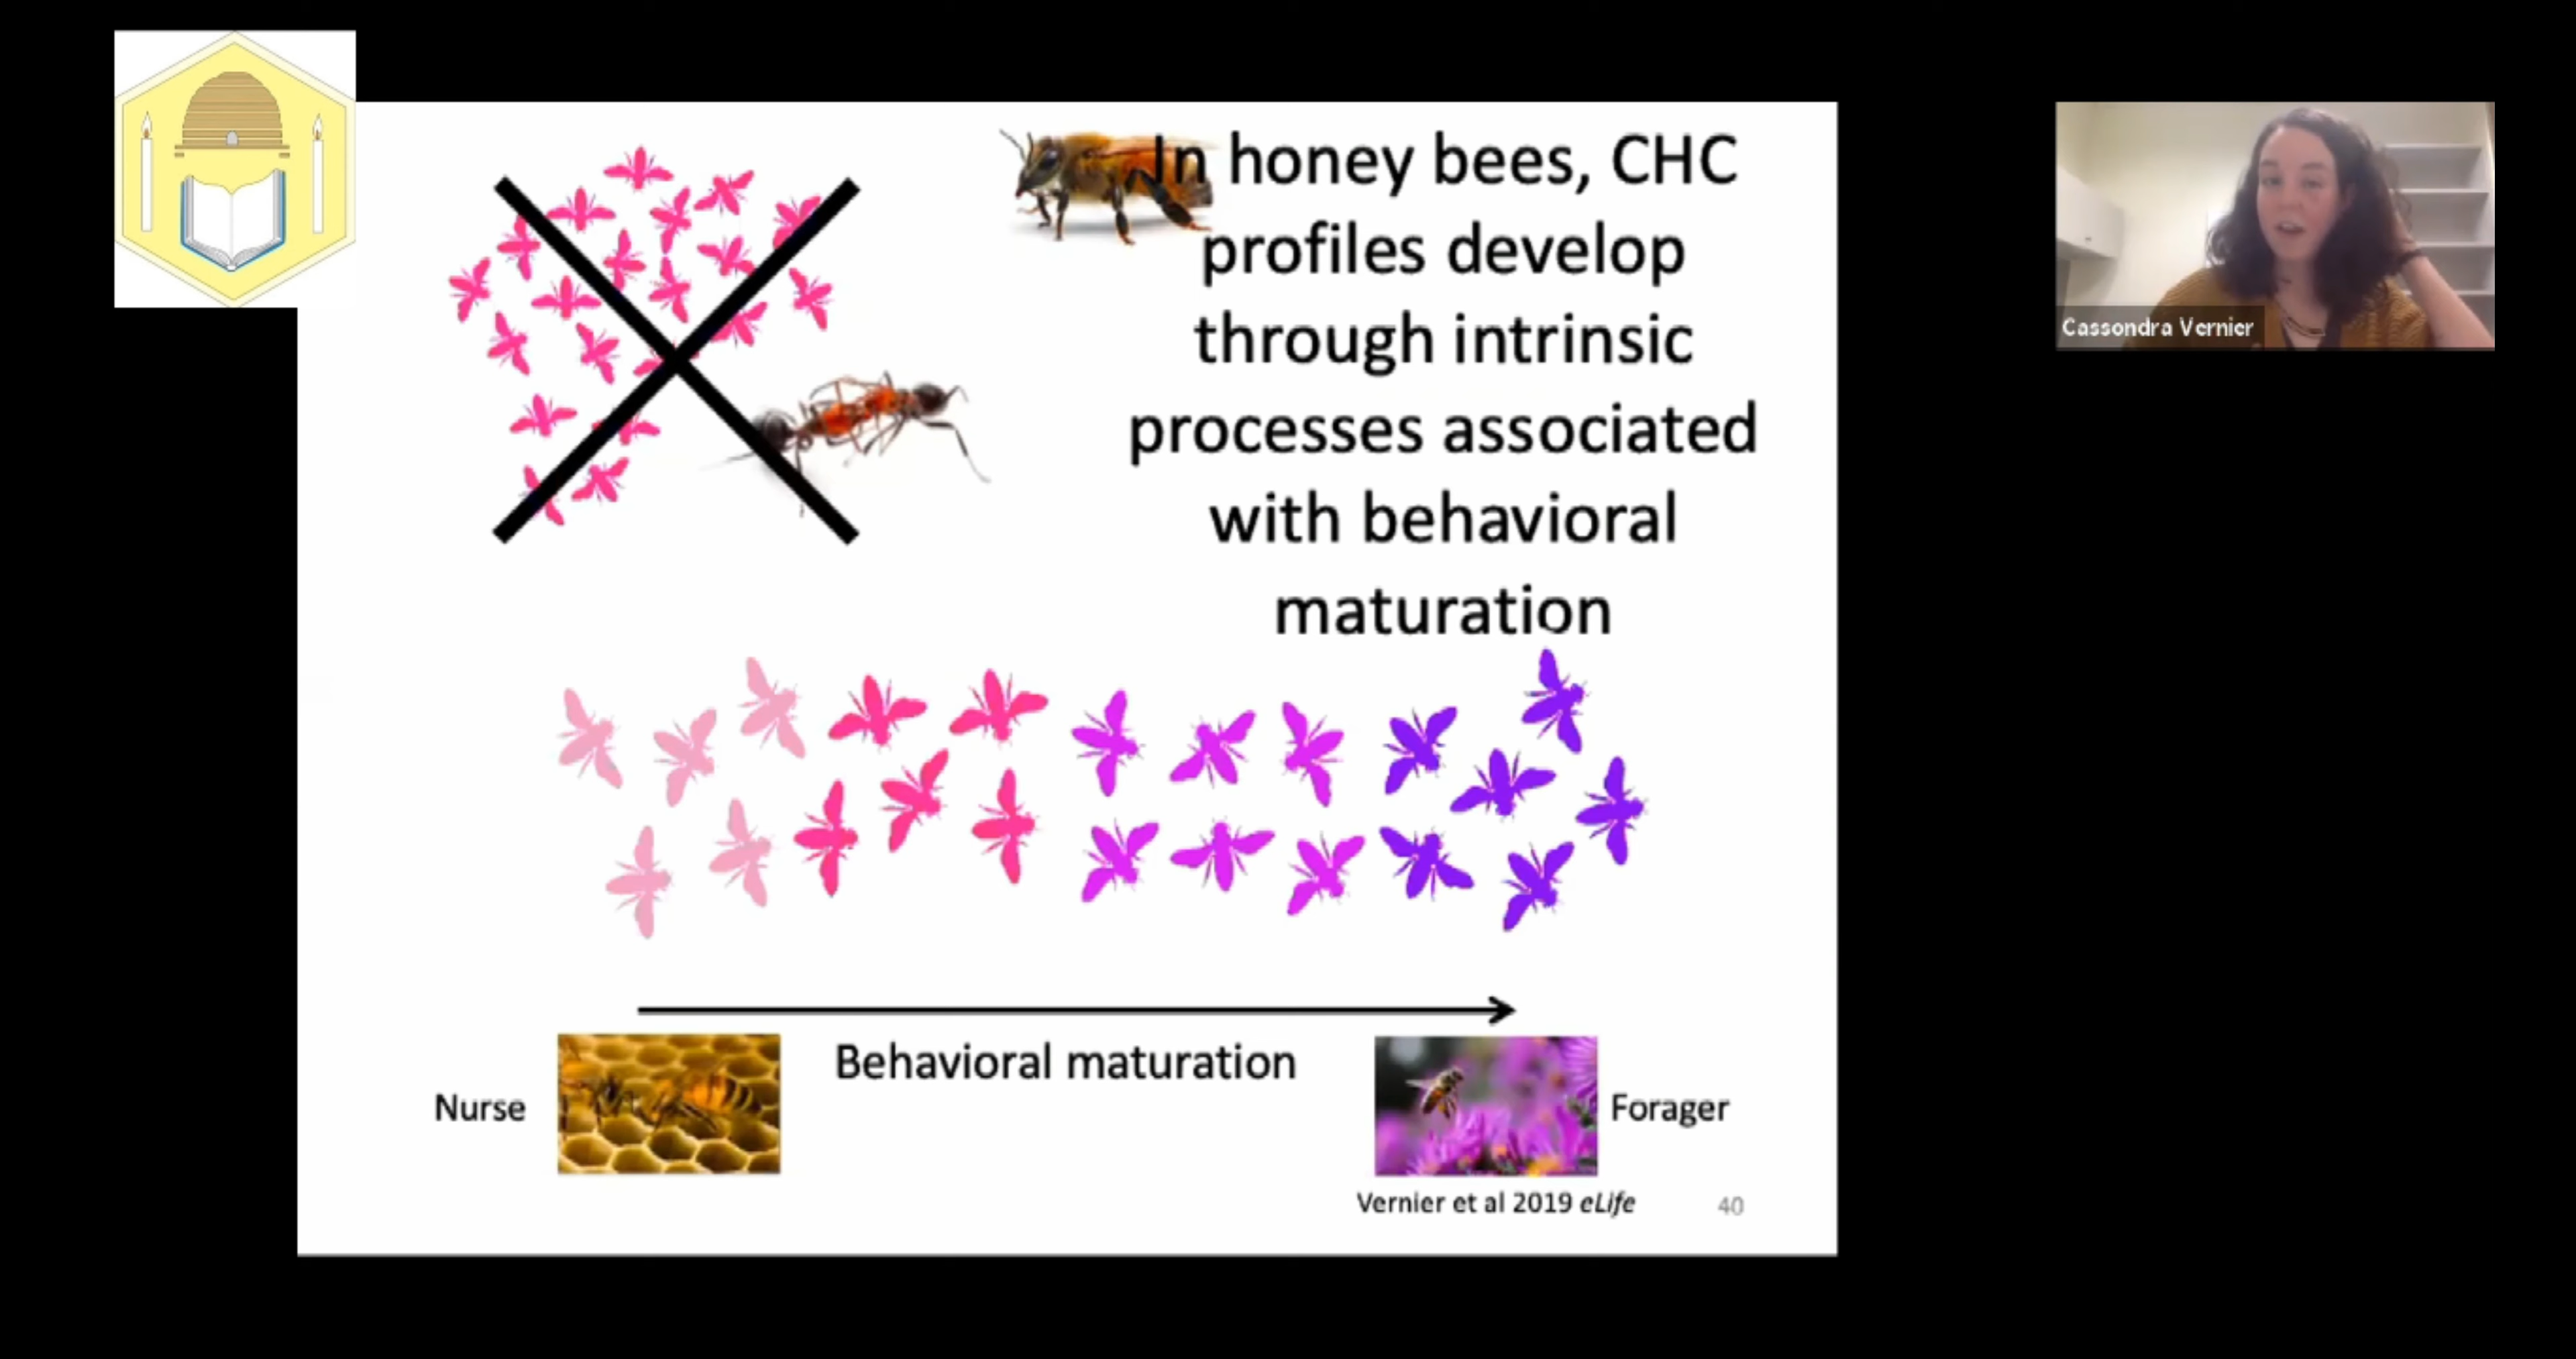 In honey bees, CHC
profiles develop
through intrinsic
processes associated
with behavioral
maturation
Cassondra Vernier
Behavioral maturation
Nurse
Forager
Vernier et al 2019 eLife
40